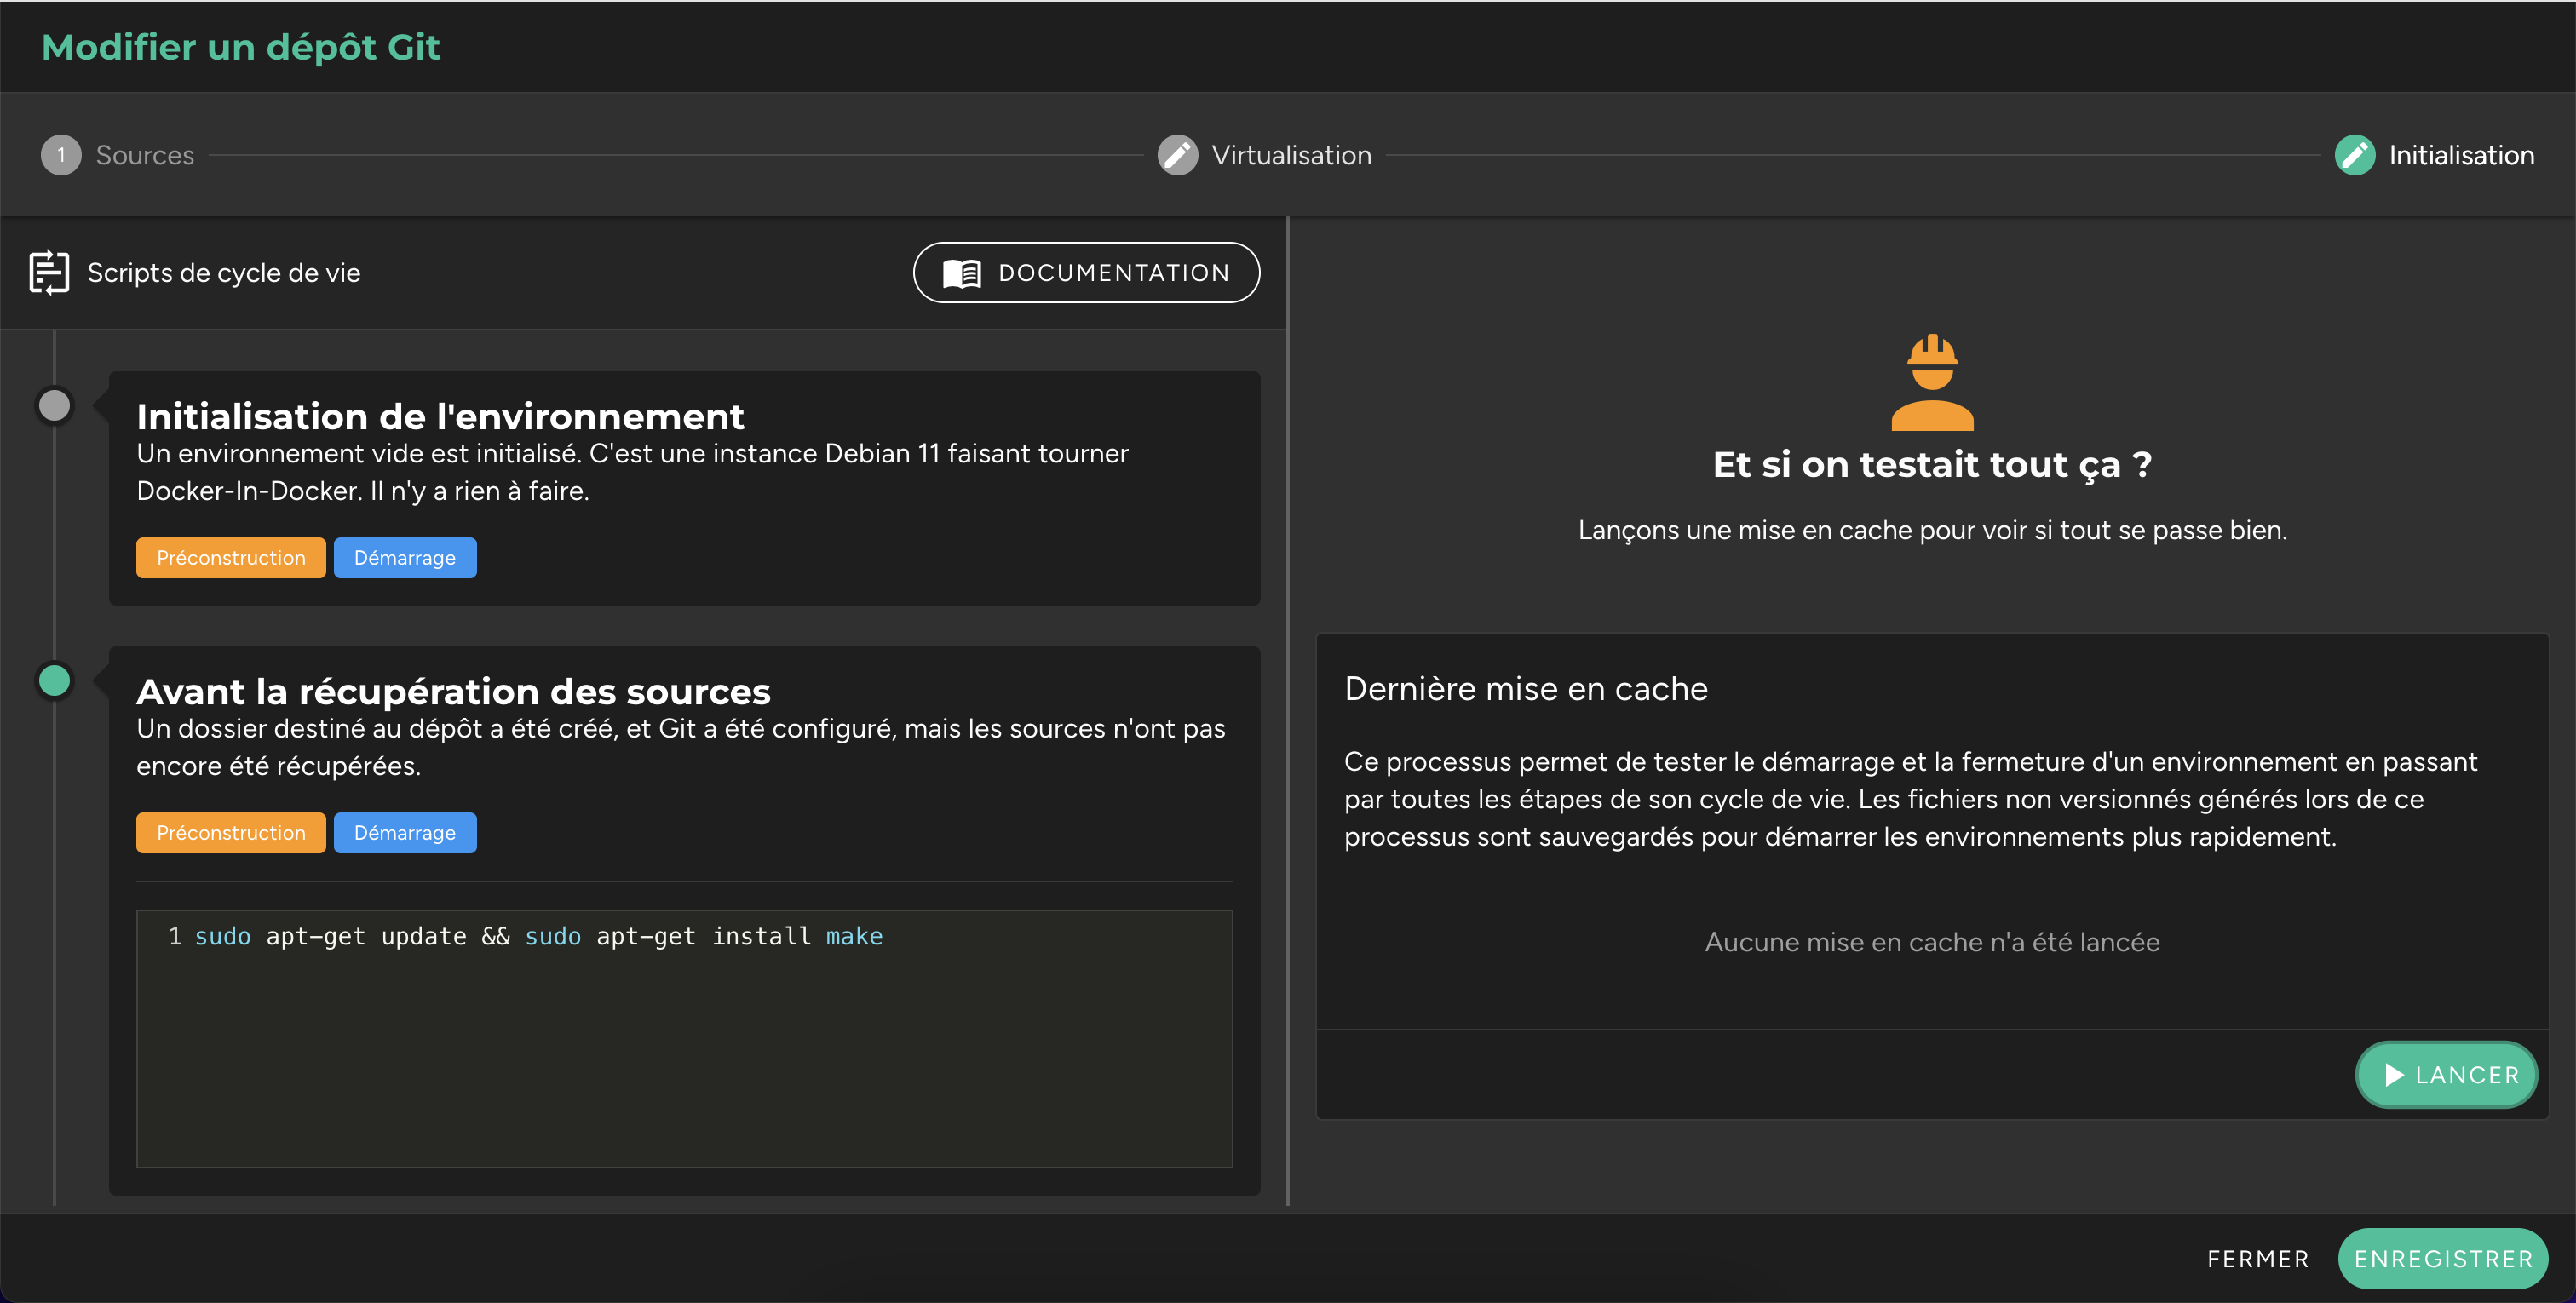 Modifier un dépôt Git
1 Sources
Virtualisation
Initialisation
Scripts de cycle de vie
DOCUMENTATION
Initialisation de l'environnement
Un environnement vide est initialisé. C'est une instance Debian 11 faisant tourner
Docker-In-Docker. Il n'y a rien à faire.
Préconstruction Démarrage
Avant la récupération des sources
Un dossier destiné au dépôt a été créé, et Git a été configuré, mais les sources n'ont pas
encore été récupérées.
Préconstruction Démarrage
1 sudo apt-get update && sudo apt-get install make
Et si on testait tout ça ?
Lançons une mise en cache pour voir si tout se passe bien.
Dernière mise en cache
Ce processus permet de tester le démarrage et la fermeture d'un environnement en passant
par toutes les étapes de son cycle de vie. Les fichiers non versionnés générés lors de ce
processus sont sauvegardés pour démarrer les environnements plus rapidement.
Aucune mise en cache n'a été lancée
LANCER
FERMER
ENREGISTRER